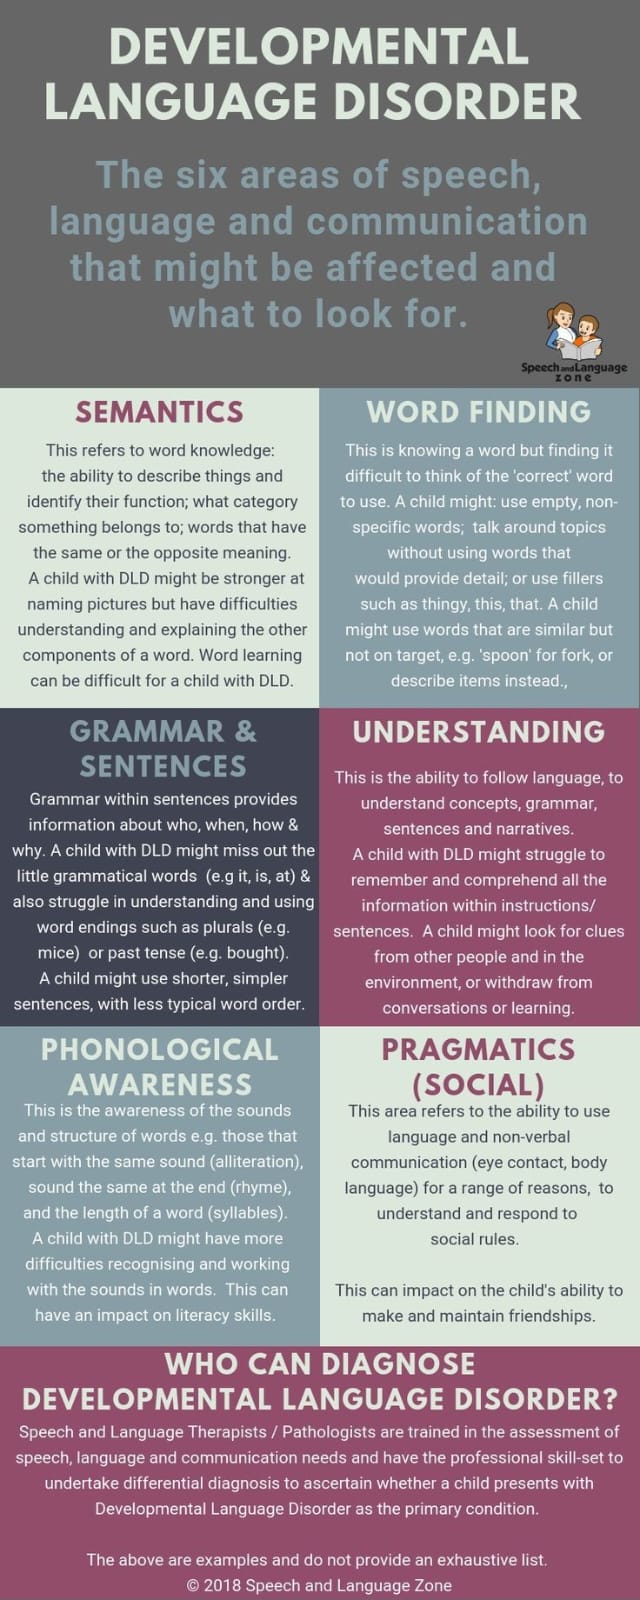 DEVELOPMENTAL
LANGUAGE DISORDER
The six areas of speech,
language and communication
that might be affected and
what to look for.
Speech and Language
zone
SEMANTICS
This refers to word knowledge:
the ability to describe things and
identify their function; what category
something belongs to; words that have
the same or the opposite meaning.
A child with DLD might be stronger at
naming pictures but have difficulties
understanding and explaining the other
components of a word. Word learning
can be difficult for a child with DLD.
WORD FINDING
This is knowing a word but finding it
difficult to think of the 'correct' word
to use. A child might: use empty, non-
specific words; talk around topics
without using words that
would provide detail; or use fillers
such as thingy, this, that. A child
might use words that are similar but
not on target, e.g. 'spoon' for fork, or
describe items instead.,
GRAMMAR &
SENTENCES
Grammar within sentences provides
information about who, when, how &
why. A child with DLD might miss out the
little grammatical words (e.g it, is, at) &
also struggle in understanding and using
word endings such as plurals (e.g.
mice) or past tense (e.g. bought).
A child might use shorter, simpler
sentences, with less typical word order.
UNDERSTANDING
This is the ability to follow language, to
understand concepts, grammar,
sentences and narratives.
A child with DLD might struggle to
remember and comprehend all the
information within instructions/
sentences. A child might look for clues
from other people and in the
environment, or withdraw from
conversations or learning.
PHONOLOGICAL
AWARENESS
This is the awareness of the sounds
and structure of words e.g. those that
start with the same sound (alliteration),
sound the same at the end (rhyme),
and the length of a word (syllables).
A child with DLD might have more
difficulties recognising and working
with the sounds in words. This can
have an impact on literacy skills.
PRAGMATICS
(SOCIAL)
This area refers to the ability to use
language and non-verbal
communication (eye contact, body
language) for a range of reasons, to
understand and respond to
social rules.
This can impact on the child's ability to
make and maintain friendships.
WHO CAN DIAGNOSE
DEVELOPMENTAL LANGUAGE DISORDER?
Speech and Language Therapists / Pathologists are trained in the assessment of
speech, language and communication needs and have the professional skill-set to
undertake differential diagnosis to ascertain whether a child presents with
Developmental Language Disorder as the primary condition.
The above are examples and do not provide an exhaustive list.
© 2018 Speech and Language Zone